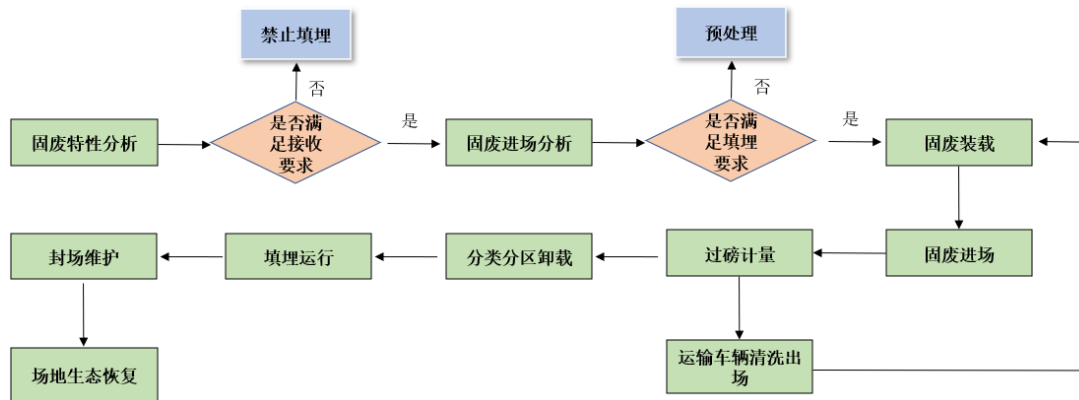 禁止填埋
预处理
否
否
固废特性分析
是否满
足接收
要求
是
固废进场分析
是否满
足填埋
要求
是
固废装载
封场维护
填埋运行
分类分区卸载
过磅计量
固废进场
场地生态恢复
运输车辆清洗出
场